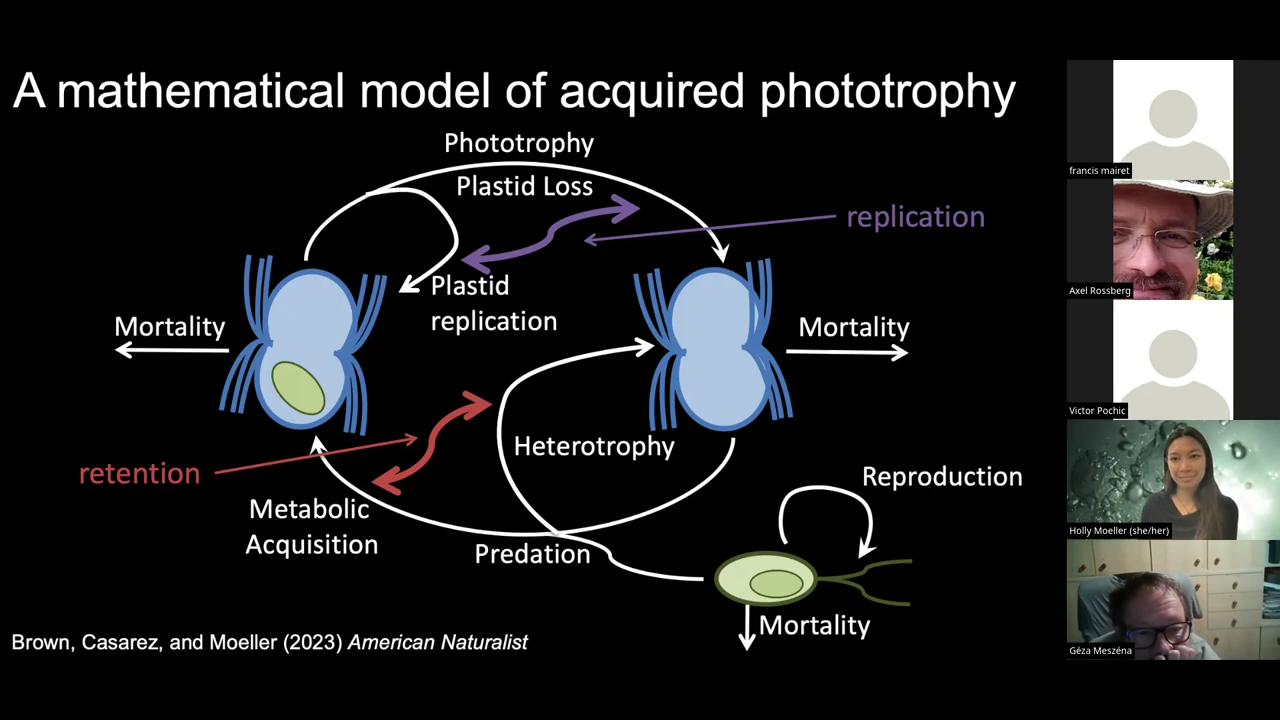 A mathematical model of acquired phototrophy
Phototrophy
Plastid Loss
replication
Plastid
replication
Mortality
Mortality
Heterotrophy
retention
Reproduction
Metabolic
Acquisition
Predation
Mortality
Brown, Casarez, and Moeller (2023) American Naturalist
francis mairet
Axel Rossberg
Victor Pochic
Holly Moeller (she/her)
Géza Meszéna